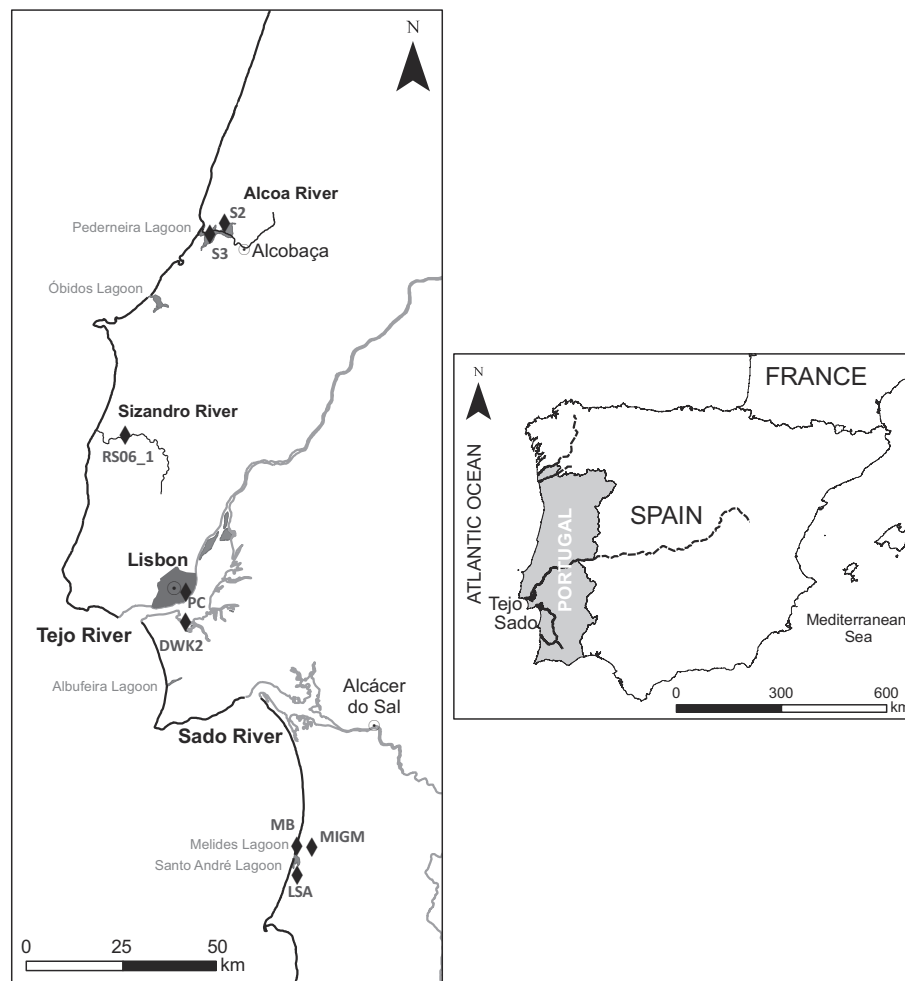 N
Alcoa River
S2
Pederneira Lagoon
S3
Alcobaça
Óbidos Lagoon
Sizandro River
RS06_1
Lisbon
PC
Tejo River
DWK2
Albufeira Lagoon
Alcácer
do Sal
Sado River
MB
MIGM
Melides Lagoon
Santo André Lagoon
LSA
0 25 50
km
N
FRANCE
ATLANTIC OCEAN
SPAIN
PORTUGAL
Tejo
Sado
Mediterranean
Sea
0 300 600
km